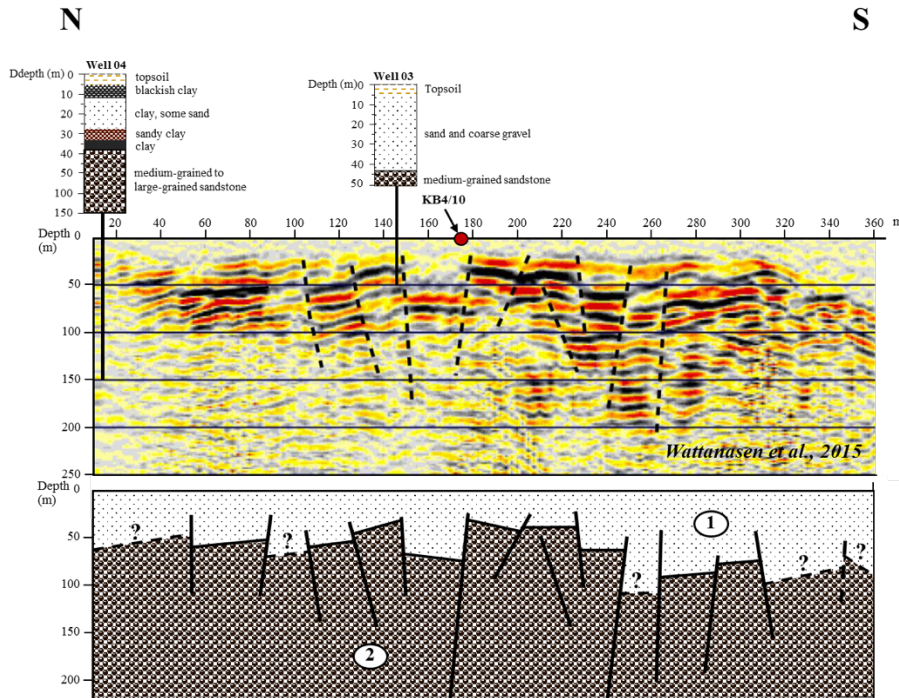 N
S
Well 04
Ddepth (m)
0
10
20
30
40
50
100
150
topsoil
blackish clay
clay, some sand
sandy clay
clay
medium-grained to
large-grained sandstone
Well 03
Depth (m)
0
10
20
30
40
50
Topsoil
sand and coarse gravel
medium-grained sandstone
KB4/10
20 60 80 100 120 140 160 180 200 220 240 260 280 300 320 340 360 m
Depth
(m)
0
50
100
150
200
250
Wattanasen et al., 2015
Depth
(m)
0
50
100
150
200
1
2
?
?
?
?
?